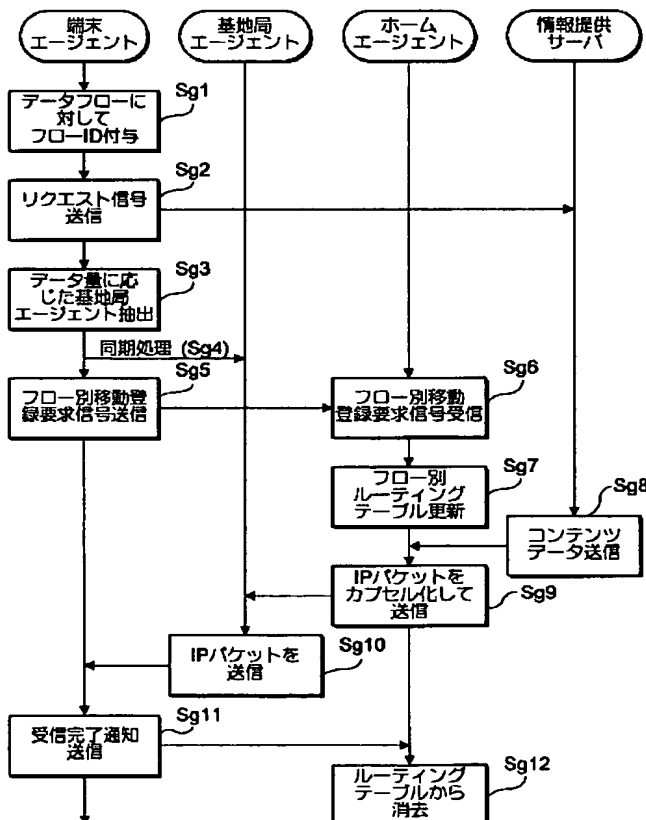 端末
エージェント
基地局
エージェント
ホーム
エージェント
情報提供
サーバ
データフローに
対して
フローID付与
Sg1
リクエスト信号
送信
Sg2
データ量に応
じた基地局
エージェント抽出
Sg3
同期処理 (Sg4)
フロー別移動登
録要求信号送信
Sg5
フロー別移動
登録要求信号受信
Sg6
フロー別
ルーティング
テーブル更新
Sg7
コンテンツ
データ送信
Sg8
IPパケットを
カプセル化して
送信
Sg9
IPパケットを
送信
Sg10
受信完了通知
送信
Sg11
ルーティング
テーブルから
消去
Sg12